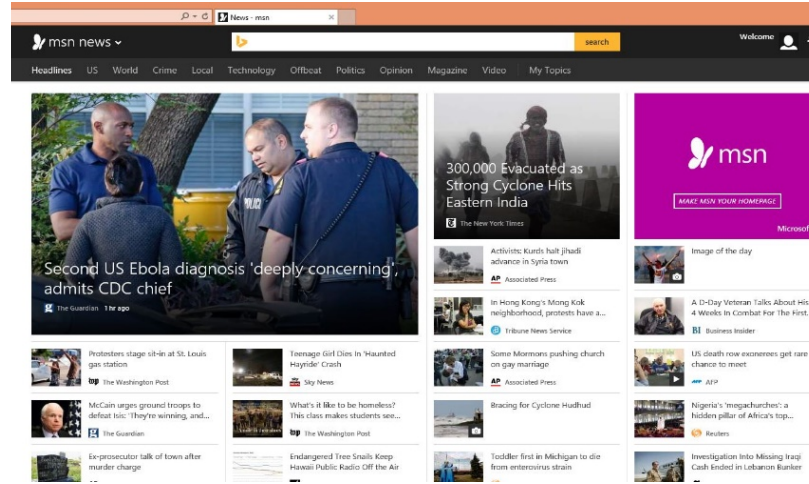 News - msn
msn news
search
Welcome
Headlines US World Crime Local Technology Offbeat Politics Opinion Magazine Video My Topics
Second US Ebola diagnosis 'deeply concerning',
admits CDC chief
The Guardian 1 hr ago
300,000 Evacuated as
Strong Cyclone Hits
Eastern India
The New York Times
msn
MAKE MSN YOUR HOMEPAGE
Microsof
Protesters stage sit-in at St. Louis
gas station
The Washington Post
McCain urges ground troops to
defeat Isis: 'They're winning, and...
The Guardian
Ex-prosecutor talk of town after
murder charge
Teenage Girl Dies In 'Haunted
Hayride' Crash
Sky News
What's it like to be homeless?
This class makes students see...
The Washington Post
Endangered Tree Snails Keep
Hawaii Public Radio Off the Air
Activists: Kurds halt jihadi
advance in Syria town
AP Associated Press
In Hong Kong's Mong Kok
neighborhood, protests have a...
Tribune News Service
Some Mormons pushing church
on gay marriage
AP Associated Press
Bracing for Cyclone Hudhud
Toddler first in Michigan to die
from enterovirus strain
Image of the day
A D-Day Veteran Talks About His
4 Weeks In Combat For The First.
BI Business Insider
US death row exonerees get rare
chance to meet
AFP AFP
Nigeria's 'megachurches': a
hidden pillar of Africa's top...
Reuters
Investigation Into Missing Iraqi
Cash Ended in Lebanon Bunker